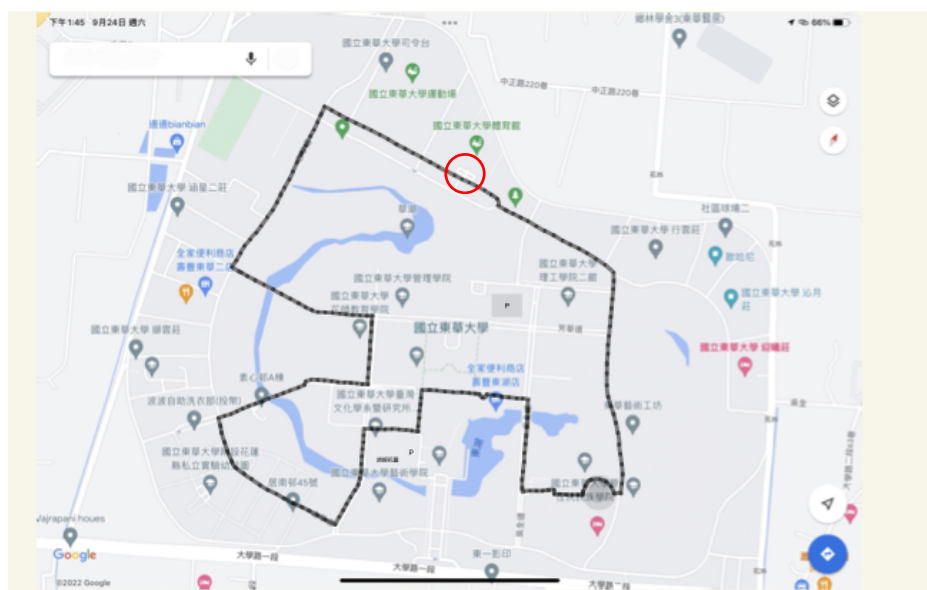 下午1:45 9月24日 週六
66%
鄉林學舍3(東華藝居)
國立東華大學司令台
國立東華大學運動場
中正路220巷
中正路220巷
邊邊bianbian
國立東華大學體育館
國立東華大學 涵星二莊
華湖
社區球場二
國立東華大學 行雲莊
全家便利商店
壽豐東華二店
國立東華大學
理工學院二館
國立東華大學管理學院
國立東華大學
花師教育學院
P
國立東華大學 沁月
莊
國立東華大學 擷雲莊
國立東華大學
國立東華大學 迎曦莊
全家便利商店
壽豐東湖店
素心邨A棟
波波自助洗衣部(投幣)
國立東華大學臺灣
文化學系暨研究所...
東華藝術工坊
國立東華大學附設花蓮
縣私立實驗幼兒園
P
東湖
國立東華大學藝術學院
居南邨45號
Vajrapani houes
Google
大學路一段
大學路一段
東一影印
大學路一段
©2022 Google